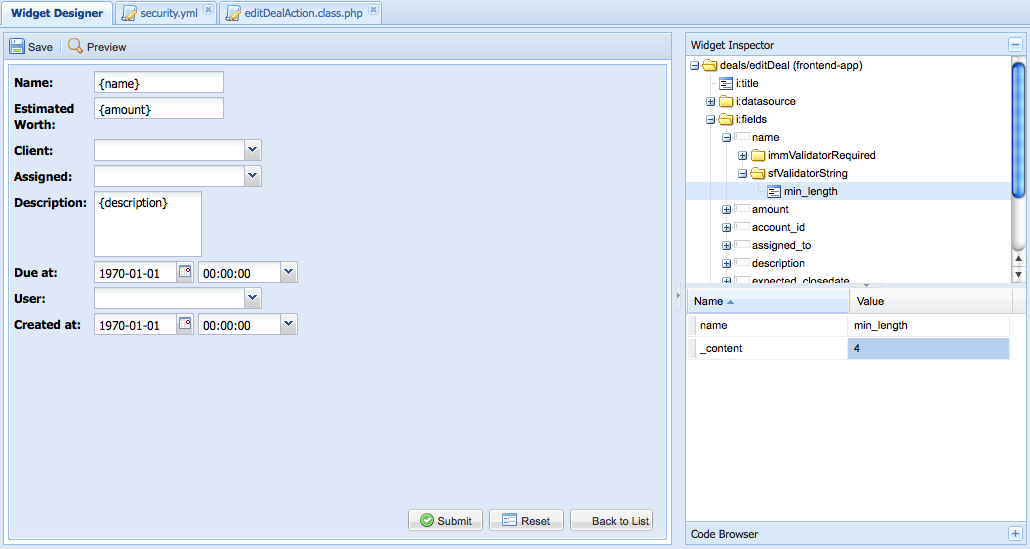 Widget Designer security.yml editDealAction.class.php
Save Preview
Name: {name}
Estimated Worth: {amount}
Client:
Assigned:
Description: {description}
Due at: 1970-01-01 00:00:00
User:
Created at: 1970-01-01 00:00:00
Submit Reset Back to List
Widget Inspector
deals/editDeal (frontend-app)
i:title
i:datasource
i:fields
name
immValidatorRequired
sfValidatorString
min_length
amount
account_id
assigned_to
description
expected_closedate
Name Value
name min_length
_content 4
Code Browser